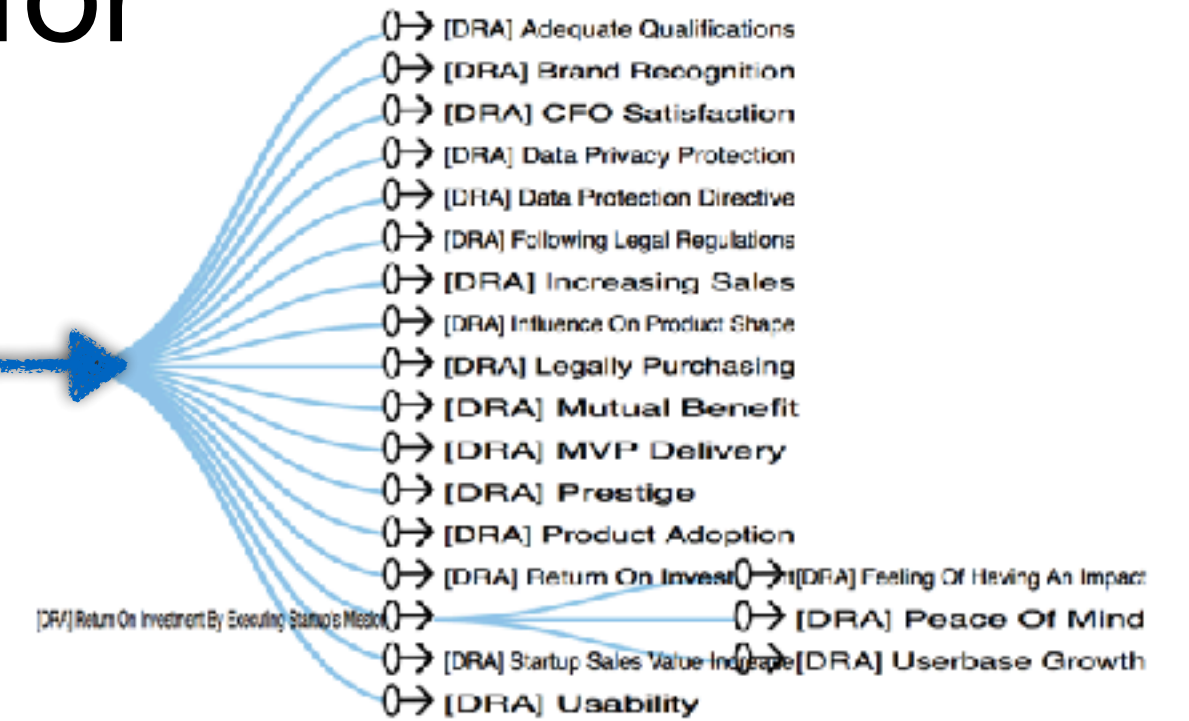 for
[DRA] Adequate Qualifications
[DRA] Brand Recognition
[DRA] CFO Satisfaction
[DRA] Data Privacy Protection
[DRA] Data Protection Directive
[DRA] Following Legal Regulations
[DRA] Increasing Sales
[DRA] Influence On Product Shape
[DRA] Legally Purchasing
[DRA] Mutual Benefit
[DRA] MVP Delivery
[DRA] Prestige
[DRA] Product Adoption
[DRA] Return On Investment
[DRA] Feeling Of Having An Impact
[DRA] Return On Investment By Executing Startup's Mission
[DRA] Peace Of Mind
[DRA] Startup Sales Value Increase
[DRA] Userbase Growth
[DRA] Usability